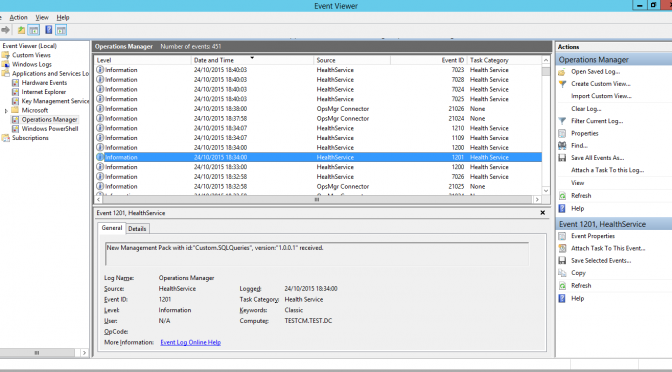 Event Viewer
Action View Help
Event Viewer (Local)
Custom Views
Windows Logs
Applications and Services Lo
Hardware Events
Internet Explorer
Key Management Service
Microsoft
Operations Manager
Windows PowerShell
Subscriptions
Operations Manager Number of events: 451
Level Date and Time Source Event ID Task Category
Information 24/10/2015 18:40:03 HealthService 7023 Health Service
Information 24/10/2015 18:40:03 HealthService 7028 Health Service
Information 24/10/2015 18:40:03 HealthService 7024 Health Service
Information 24/10/2015 18:40:03 HealthService 7025 Health Service
Information 24/10/2015 18:38:00 OpsMgr Connector 21026 None
Information 24/10/2015 18:37:58 OpsMgr Connector 21024 None
Information 24/10/2015 18:34:07 HealthService 1210 Health Service
Information 24/10/2015 18:34:07 HealthService 1109 Health Service
Information 24/10/2015 18:34:00 HealthService 1200 Health Service
Information 24/10/2015 18:34:00 HealthService 1201 Health Service
Information 24/10/2015 18:33:00 HealthService 1200 Health Service
Information 24/10/2015 18:32:58 HealthService 7026 Health Service
Information 24/10/2015 18:32:58 OpsMgr Connector 21025 None
Event 1201, HealthService
General Details
New Management Pack with id:"Custom.SQLQueries", version:"1.0.0.1" received.
Log Name: Operations Manager
Source: HealthService Logged: 24/10/2015 18:34:00
Event ID: 1201 Task Category: Health Service
Level: Information Keywords: Classic
User: N/A Computer: TESTCM.TEST.DC
OpCode:
More Information: Event Log Online Help
Actions
Operations Manager
Open Saved Log...
Create Custom View...
Import Custom View...
Clear Log...
Filter Current Log...
Properties
Find...
Save All Events As...
Attach a Task To this Log...
View
Refresh
Help
Event 1201, HealthService
Event Properties
Attach Task To This Event...
Save Selected Events...
Copy
Refresh
Help